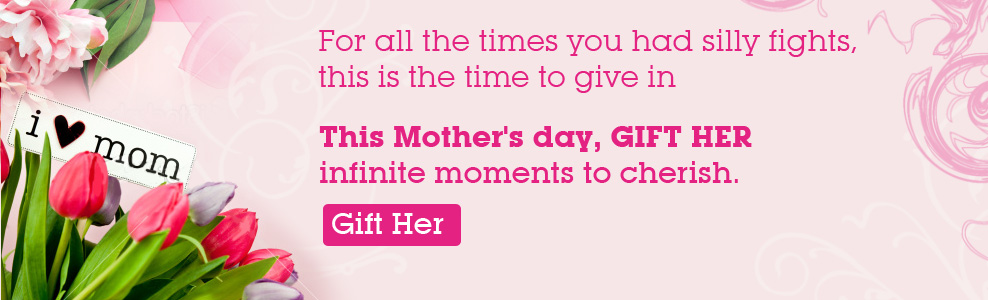 For all the times you had silly fights,
this is the time to give in
i ♥ mom
This Mother's day, GIFT HER
infinite moments to cherish.
Gift Her